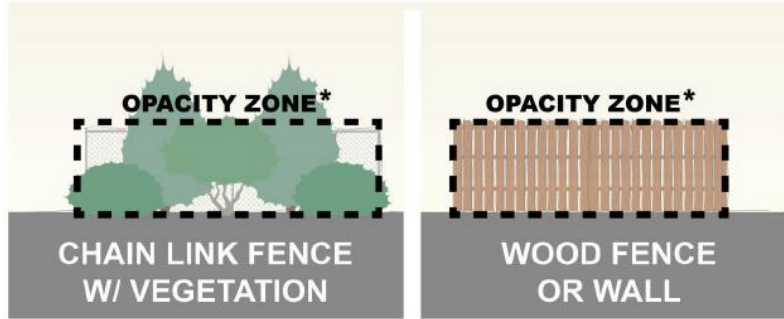 OPACITY ZONE*
CHAIN LINK FENCE
W/ VEGETATION
OPACITY ZONE*
WOOD FENCE
OR WALL